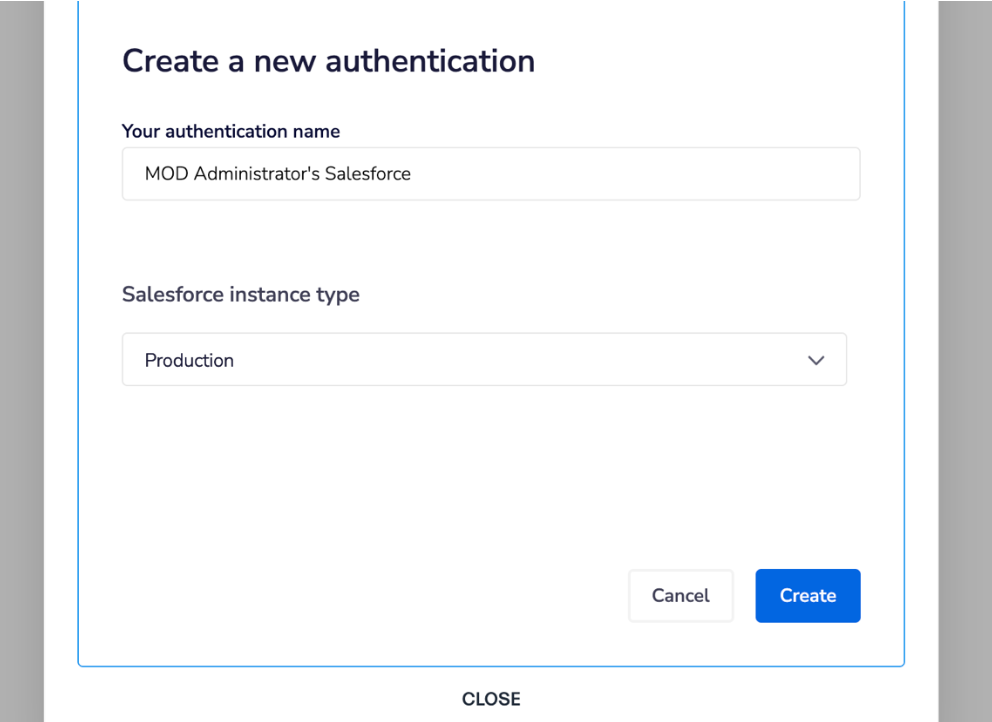 Create a new authentication
Your authentication name
MOD Administrator's Salesforce
Salesforce instance type
Production
Cancel
Create
CLOSE